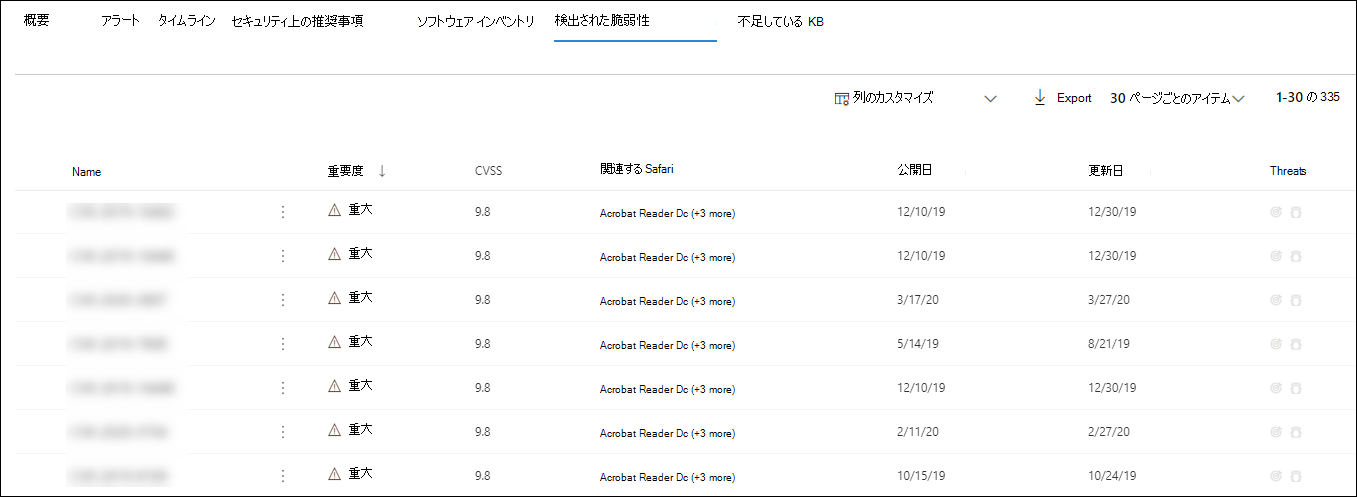 概要 アラート タイムライン セキュリティ上の推奨事項 ソフトウェア インベントリ 検出された脆弱性 不足している KB
列のカスタマイズ Export 30 ページごとのアイテム 1-30 の 335
Name 重要度 ↓ CVSS 関連する Safari 公開日 更新日 Threats
重大 9.8 Acrobat Reader Dc (+3 more) 12/10/19 12/30/19
重大 9.8 Acrobat Reader Dc (+3 more) 12/10/19 12/30/19
重大 9.8 Acrobat Reader Dc (+3 more) 3/17/20 3/27/20
重大 9.8 Acrobat Reader Dc (+3 more) 5/14/19 8/21/19
重大 9.8 Acrobat Reader Dc (+3 more) 12/10/19 12/30/19
重大 9.8 Acrobat Reader Dc (+3 more) 2/11/20 2/27/20
重大 9.8 Acrobat Reader Dc (+3 more) 10/15/19 10/24/19